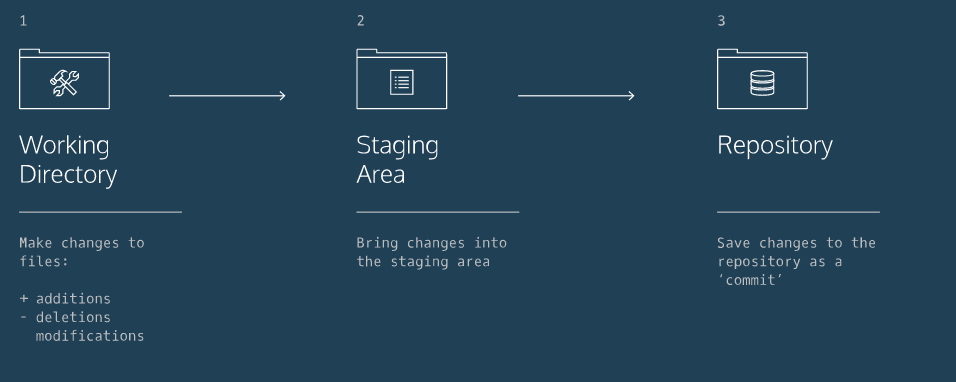 1
Working
Directory
Make changes to
files:
+ additions
- deletions
modifications
2
Staging
Area
Bring changes into
the staging area
3
Repository
Save changes to the
repository as a
‘commit’